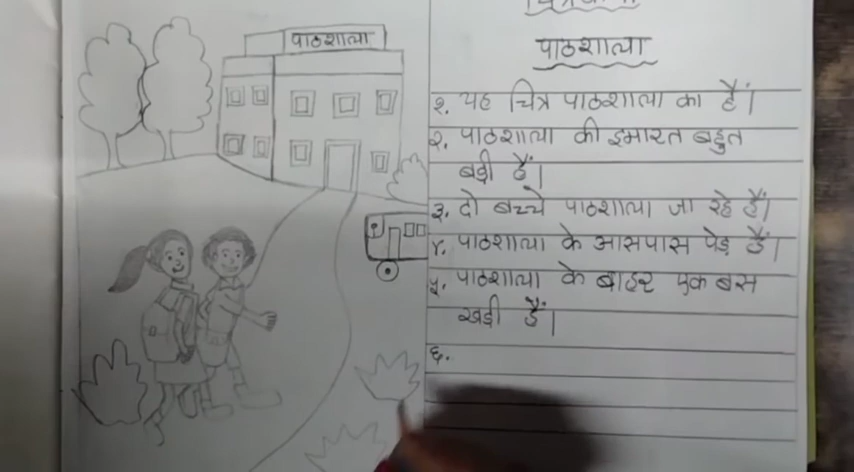 पाठशाला
पाठशाला
१. यह चित्र पाठशाला का हैं।
२. पाठशाला की इमारत बहुत
बडी हैं।
३. दो बच्चे पाठशाला जा रहे हैं।
४. पाठशाला के आसपास पेड़ हैं।
५. पाठशाला के बाहर एक बस
खड़ी हैं।
६.